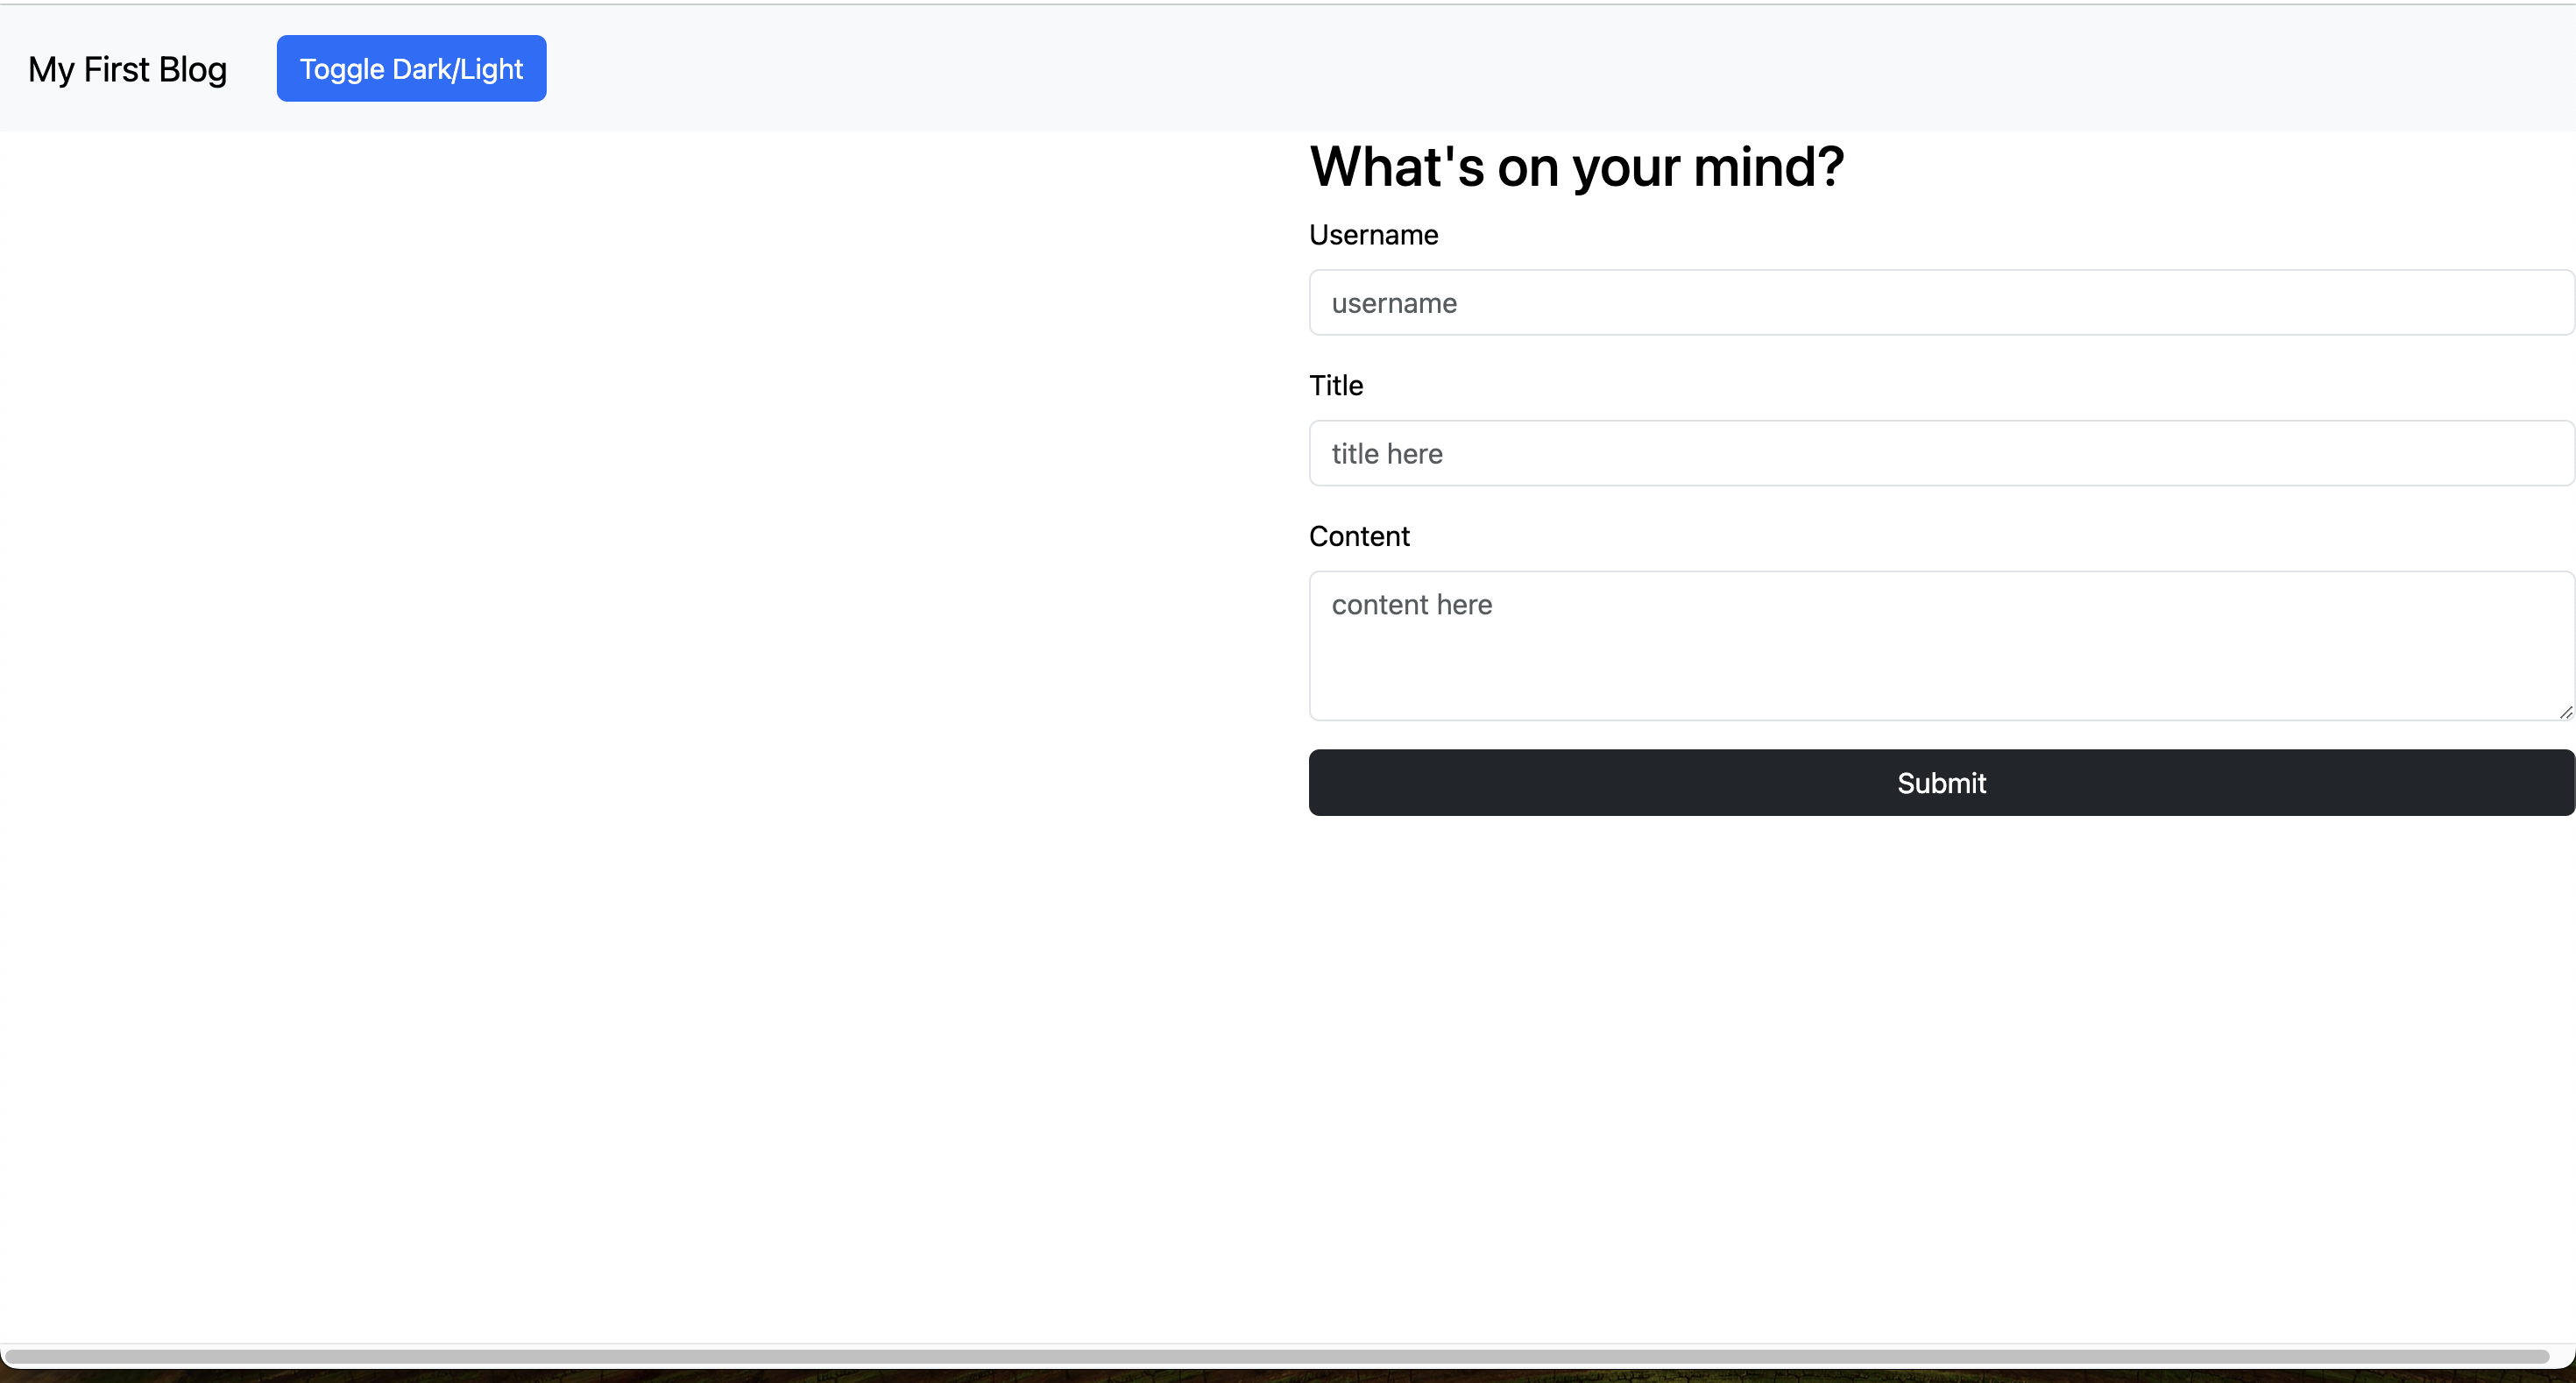 My First Blog
Toggle Dark/Light
What's on your mind?
Username
username
Title
title here
Content
content here
Submit